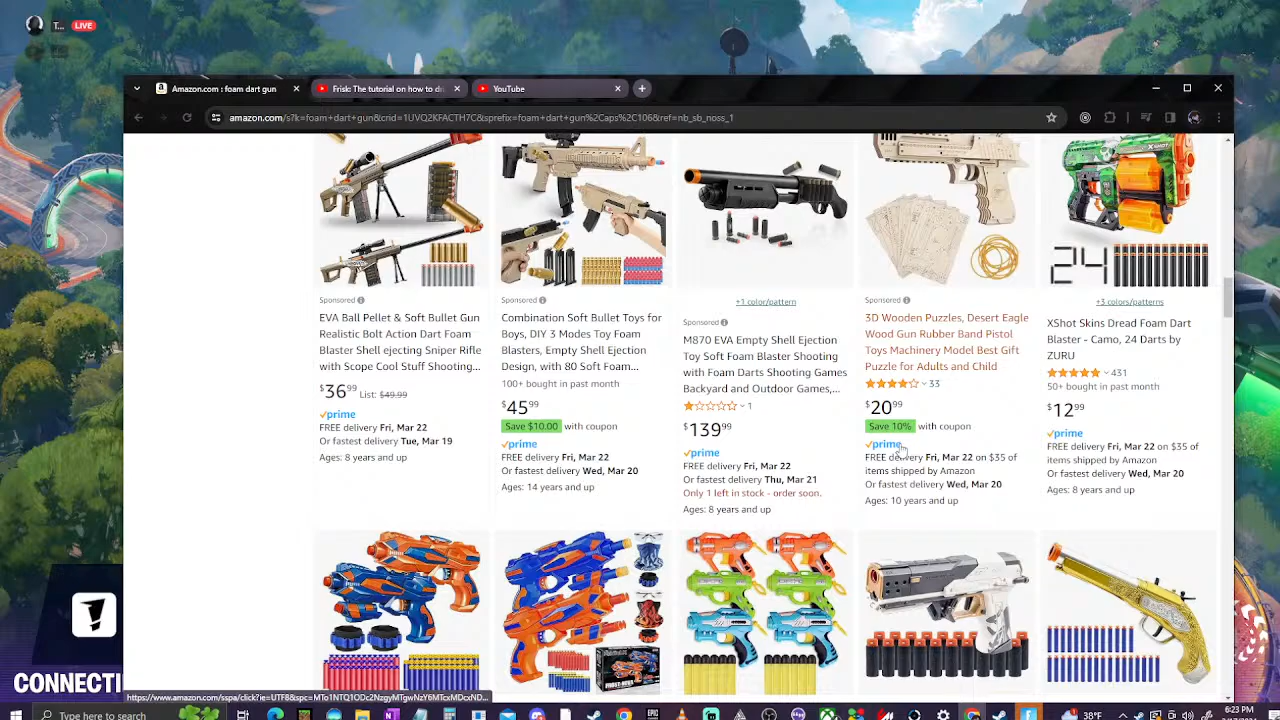 T...
LIVE
Amazon.com : foam dart gun
Frisk: The tutorial on how to dr
YouTube
amazon.com/s?k=foam+dart+gun&crid=1UVQ2KFACTH7C&sprefix=foam+dart+gun%2Caps%2C106&ref=nb_sb_noss_1
24
Sponsored
EVA Ball Pellet & Soft Bullet Gun
Realistic Bolt Action Dart Foam
Blaster Shell ejecting Sniper Rifle
with Scope Cool Stuff Shooting...
$36.99 List: $49.99
prime
FREE delivery Fri, Mar 22
Or fastest delivery Tue, Mar 19
Ages: 8 years and up
Sponsored
Combination Soft Bullet Toys for
Boys, DIY 3 Modes Toy Foam
Blasters, Empty Shell Ejection
Design, with 80 Soft Foam...
100+ bought in past month
$45.99
Save $10.00 with coupon
prime
FREE delivery Fri, Mar 22
Or fastest delivery Wed, Mar 20
Ages: 14 years and up
+1 color/pattern
Sponsored
M870 EVA Empty Shell Ejection
Toy Soft Foam Blaster Shooting
with Foam Darts Shooting Games
Backyard and Outdoor Games,...
1
$139.99
prime
FREE delivery Fri, Mar 22
Or fastest delivery Thu, Mar 21
Only 1 left in stock - order soon.
Ages: 8 years and up
Sponsored
3D Wooden Puzzles, Desert Eagle
Wood Gun Rubber Band Pistol
Toys Machinery Model Best Gift
Puzzle for Adults and Child
33
$20.99
Save 10% with coupon
prime
FREE delivery Fri, Mar 22 on $35 of
items shipped by Amazon
Or fastest delivery Wed, Mar 20
Ages: 10 years and up
+3 colors/patterns
XShot Skins Dread Foam Dart
Blaster - Camo, 24 Darts by
ZURU
431
50+ bought in past month
$12.99
prime
FREE delivery Fri, Mar 22 on $35 of
items shipped by Amazon
Or fastest delivery Wed, Mar 20
Ages: 8 years and up
CONNECTI
Type here to search
38°F
6:23 PM